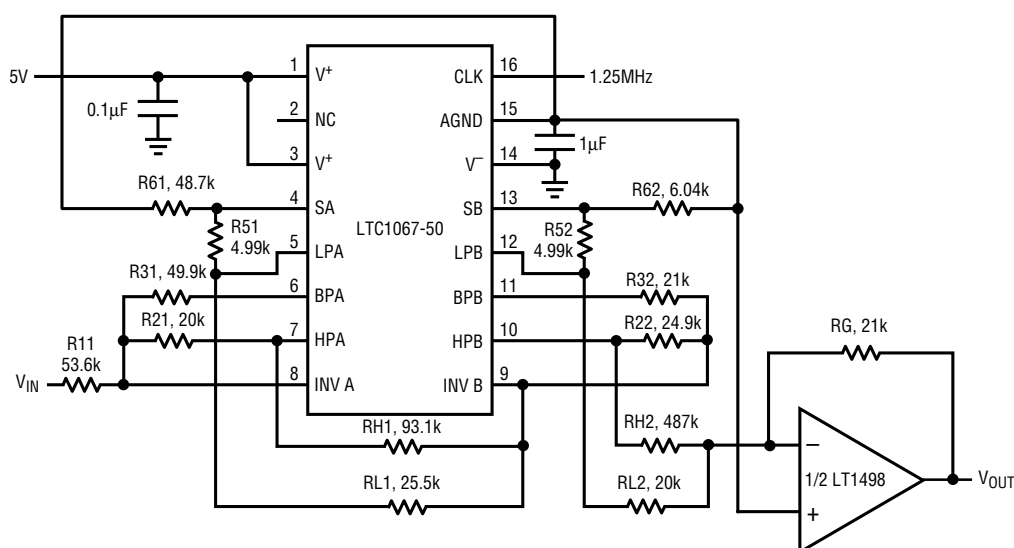 5V
0.1µF
1
V+
2
NC
3
V+
R61, 48.7k
4
SA
R51
4.99k
5
LPA
R31, 49.9k
6
BPA
R21, 20k
7
HPA
R11
53.6k
VIN
8
INV A
LTC1067-50
CLK
16
1.25MHz
AGND
15
1µF
V−
14
SB
13
R62, 6.04k
R52
4.99k
LPB
12
BPB
11
R32, 21k
HPB
10
R22, 24.9k
INV B
9
RH1, 93.1k
RL1, 25.5k
RH2, 487k
RL2, 20k
RG, 21k
−
1/2 LT1498
+
VOUT